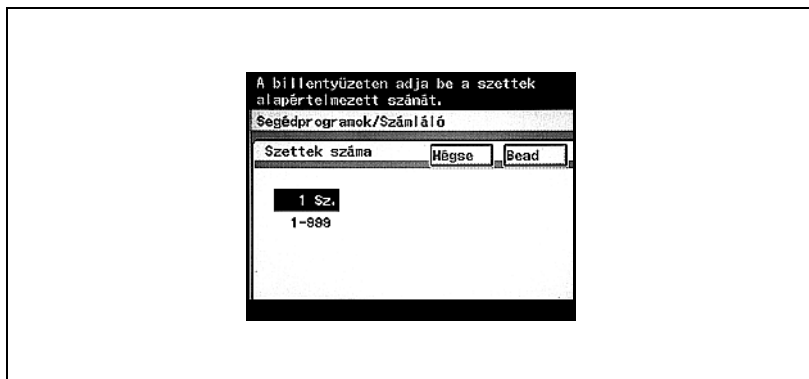 A billentyűzeten adja be a szettek
alapértelmezett számát.
Segédprogramok/Számláló
Szettek száma Mégse Bead
1 Sz.
1-999